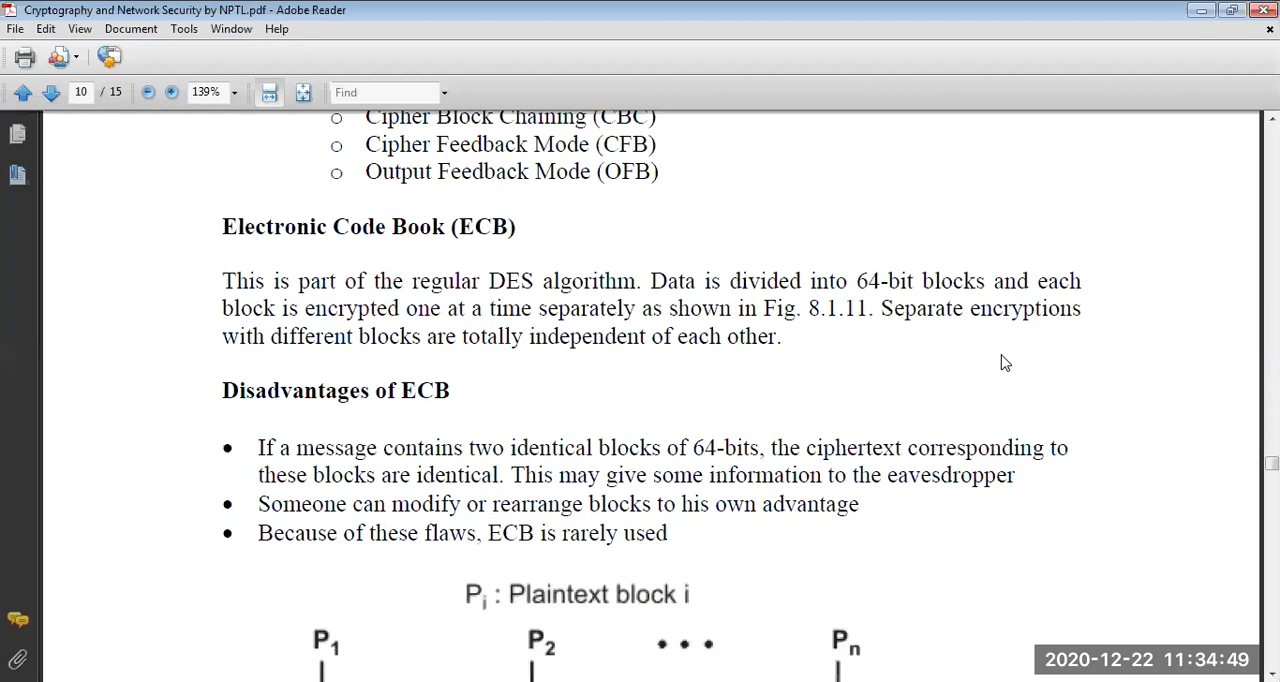 Cryptography and Network Security by NPTL.pdf - Adobe Reader
File Edit View Document Tools Window Help
10 / 15 139% Find
o Cipher Block Chaining (CBC)
o Cipher Feedback Mode (CFB)
o Output Feedback Mode (OFB)
Electronic Code Book (ECB)
This is part of the regular DES algorithm. Data is divided into 64-bit blocks and each
block is encrypted one at a time separately as shown in Fig. 8.1.11. Separate encryptions
with different blocks are totally independent of each other.
Disadvantages of ECB
• If a message contains two identical blocks of 64-bits, the ciphertext corresponding to
these blocks are identical. This may give some information to the eavesdropper
• Someone can modify or rearrange blocks to his own advantage
• Because of these flaws, ECB is rarely used
Pi : Plaintext block i
P1 P2 • • • Pn
2020-12-22 11:34:49